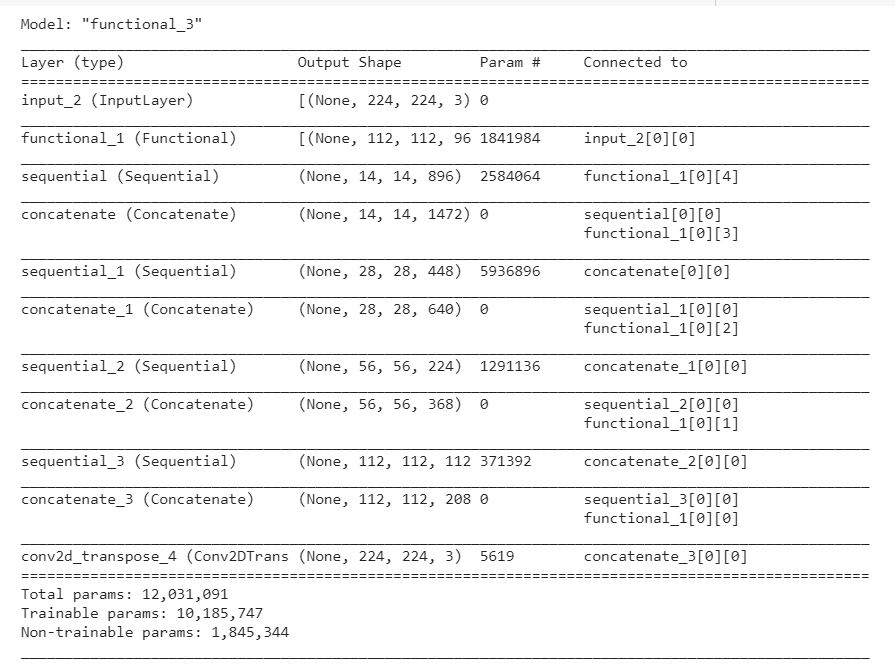 Model: "functional_3"
Layer (type) Output Shape Param # Connected to
input_2 (InputLayer) [(None, 224, 224, 3) 0
functional_1 (Functional) [(None, 112, 112, 96 1841984 input_2[0][0]
sequential (Sequential) (None, 14, 14, 896) 2584064 functional_1[0][4]
concatenate (Concatenate) (None, 14, 14, 1472) 0 sequential[0][0]
functional_1[0][3]
sequential_1 (Sequential) (None, 28, 28, 448) 5936896 concatenate[0][0]
concatenate_1 (Concatenate) (None, 28, 28, 640) 0 sequential_1[0][0]
functional_1[0][2]
sequential_2 (Sequential) (None, 56, 56, 224) 1291136 concatenate_1[0][0]
concatenate_2 (Concatenate) (None, 56, 56, 368) 0 sequential_2[0][0]
functional_1[0][1]
sequential_3 (Sequential) (None, 112, 112, 112 371392 concatenate_2[0][0]
concatenate_3 (Concatenate) (None, 112, 112, 208 0 sequential_3[0][0]
functional_1[0][0]
conv2d_transpose_4 (Conv2DTrans (None, 224, 224, 3) 5619 concatenate_3[0][0]
Total params: 12,031,091
Trainable params: 10,185,747
Non-trainable params: 1,845,344